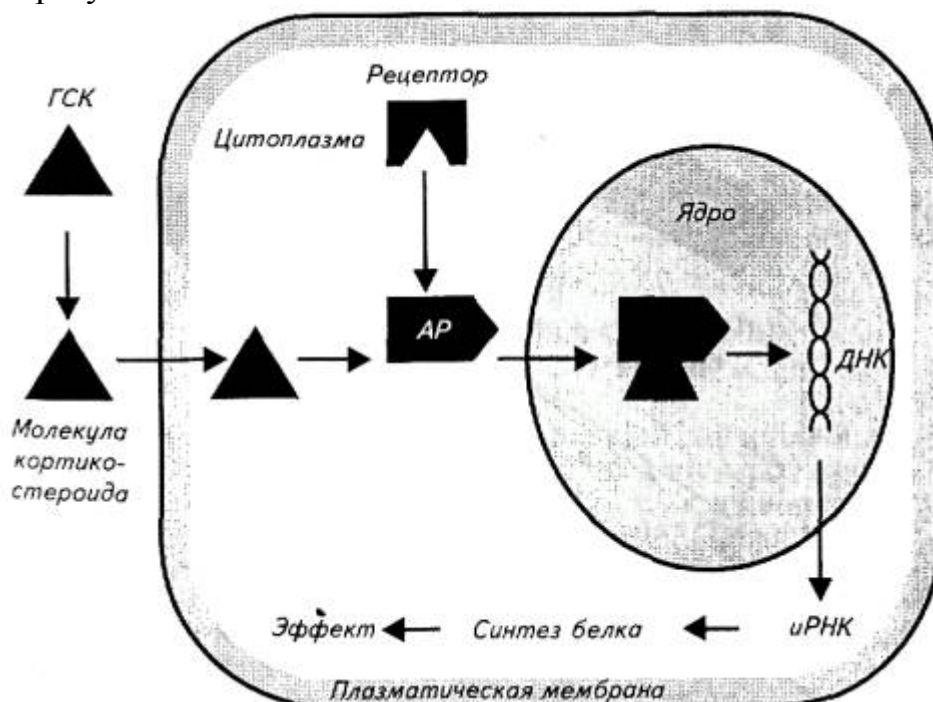 ГСК
Рецептор
Цитоплазма
Ядро
АР
ДНК
Молекула
кортико-
стероида
Эффект
Синтез белка
иРНК
Плазматическая мембрана